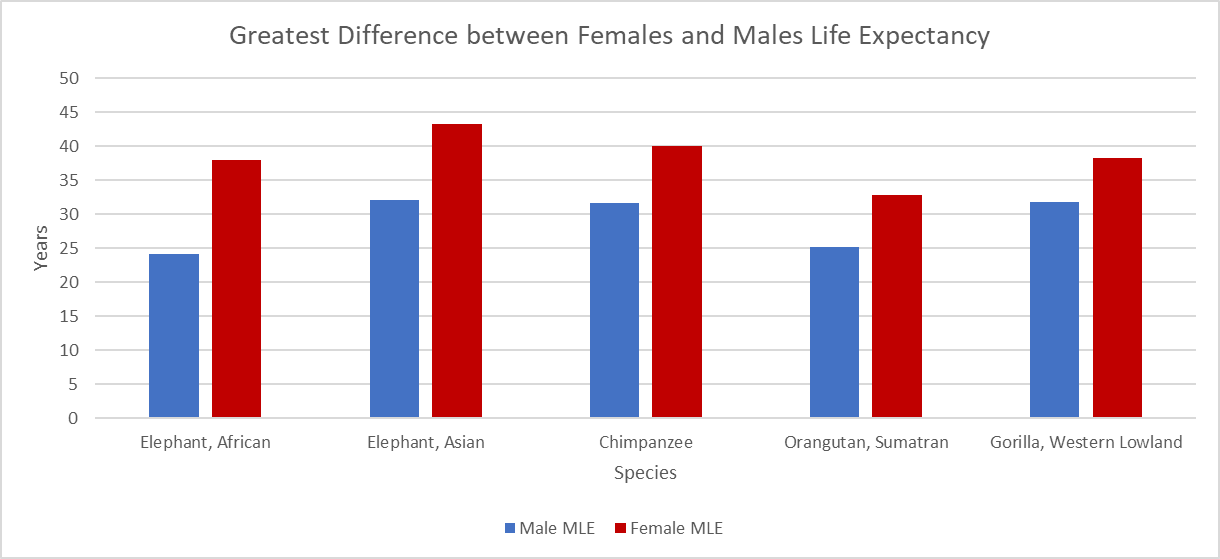 Greatest Difference between Females and Males Life Expectancy
50
45
40
35
30
25
20
15
10
5
0
Years
Elephant, African
Elephant, Asian
Chimpanzee
Orangutan, Sumatran
Gorilla, Western Lowland
Species
Male MLE
Female MLE